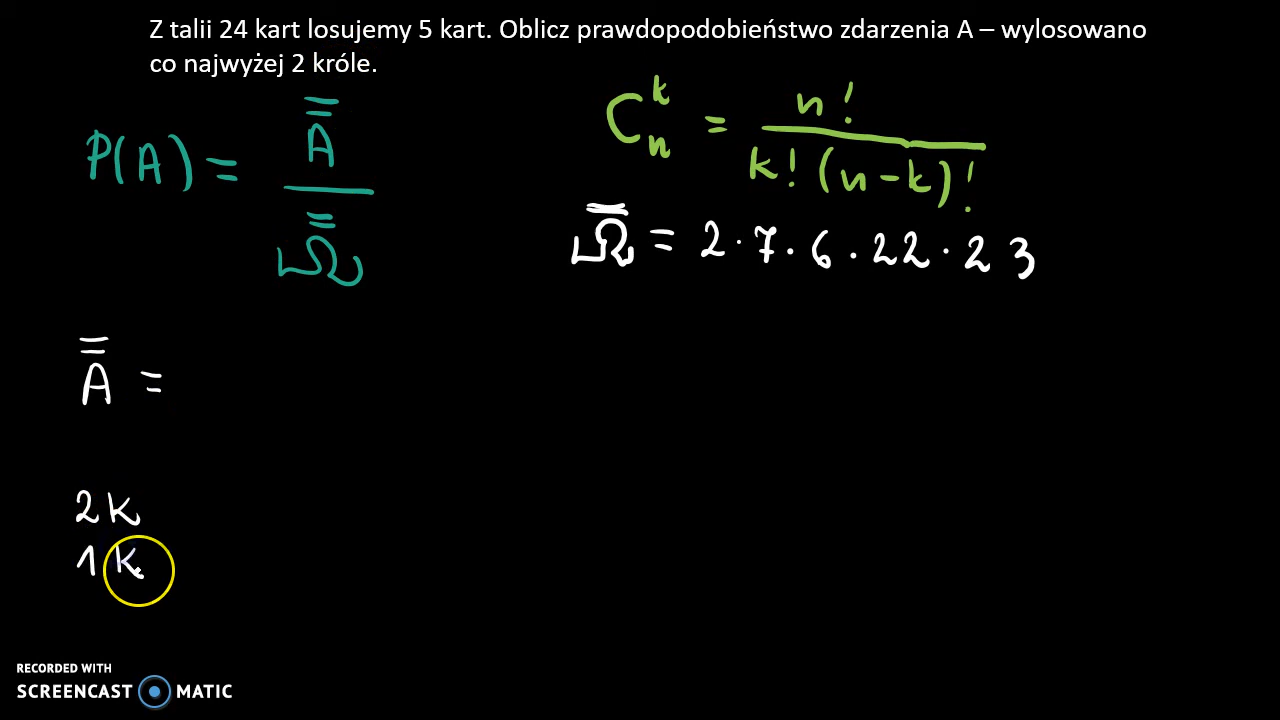 Z talii 24 kart losujemy 5 kart. Oblicz prawdopodobieństwo zdarzenia A – wylosowano
co najwyżej 2 króle.
P(A) = A̿ / Ω̿
C_n^k = n! / k!(n-k)!
Ω̿ = 2 · 7 · 6 · 22 · 23
A̿ =
2K
1K
RECORDED WITH
SCREENCAST MATIC